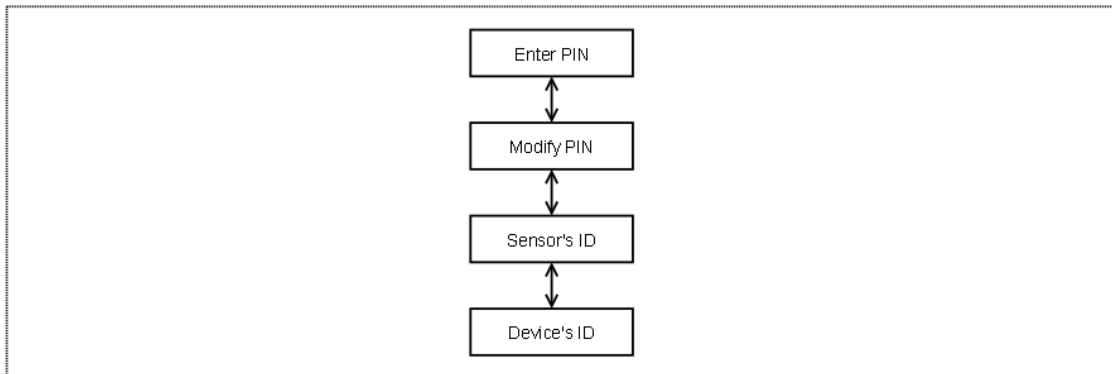 Enter PIN
Modify PIN
Sensor's ID
Device's ID